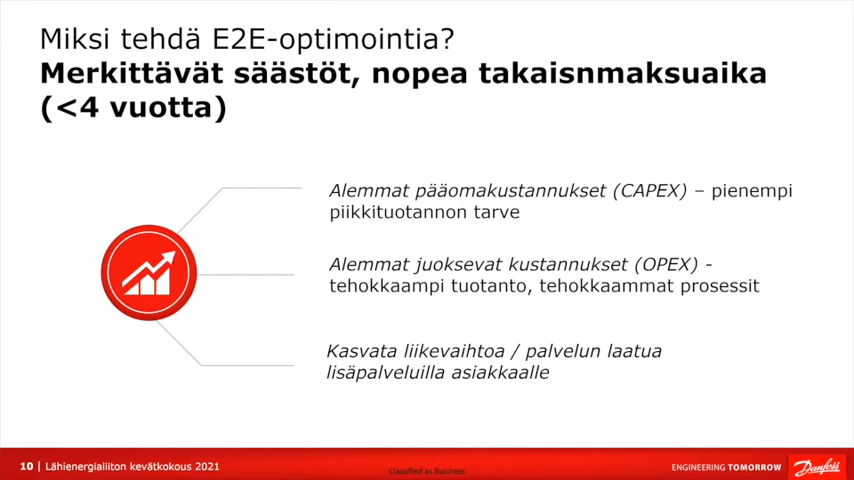 Miksi tehdä E2E-optimointia?
Merkittävät säästöt, nopea takaisnmaksuaika
(<4 vuotta)
Alemmat pääomakustannukset (CAPEX) – pienempi
piikkituotannon tarve
Alemmat juoksevat kustannukset (OPEX) -
tehokkaampi tuotanto, tehokkaammat prosessit
Kasvata liikevaihtoa / palvelun laatua
lisäpalveluilla asiakkaalle
10 | Lähienergialiiton kevätkokous 2021
Classified as Business
ENGINEERING TOMORROW
Danfoss